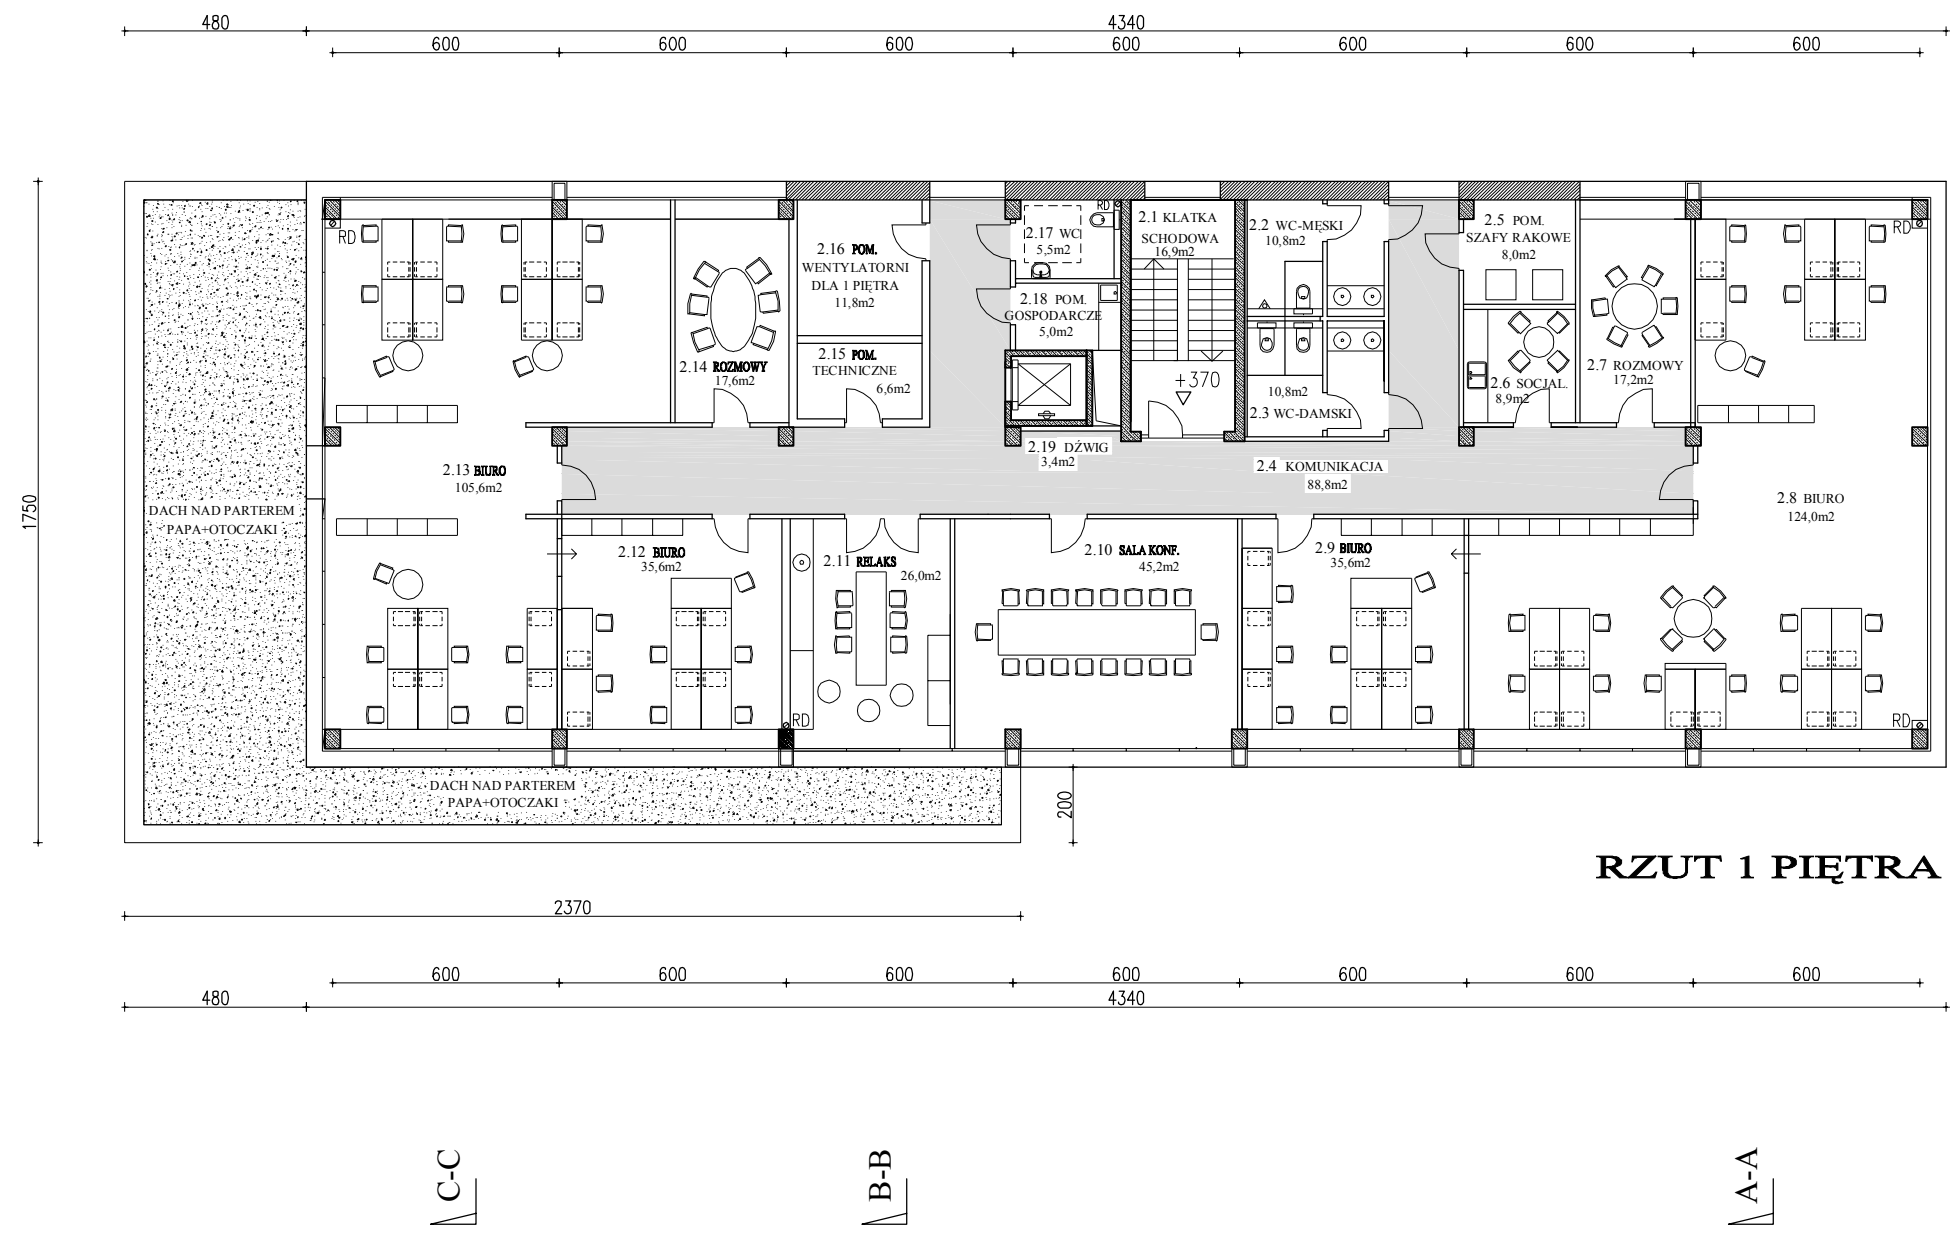 480
4340
600
600
600
600
600
600
600
1750
RD
2.16 POM.
WENTYLATORNI
DLA 1 PIĘTRA
11,8m2
RD
2.17 WC
5,5m2
2.1 KLATKA
SCHODOWA
16,9m2
2.2 WC-MĘSKI
10,8m2
2.5 POM.
SZAFY RAKOWE
8,0m2
RD
2.18 POM.
GOSPODARCZE
5,0m2
2.14 ROZMOWY
17,6m2
2.15 POM.
TECHNICZNE
6,6m2
+370
10,8m2
2.3 WC-DAMSKI
2.6 SOCJAL.
8,9m2
2.7 ROZMOWY
17,2m2
2.13 BIURO
105,6m2
2.19 DŹWIG
3,4m2
2.4 KOMUNIKACJA
88,8m2
2.8 BIURO
124,0m2
DACH NAD PARTEREM
PAPA+OTOCZAKI
2.12 BIURO
35,6m2
2.11 RELAKS
26,0m2
2.10 SALA KONF.
45,2m2
2.9 BIURO
35,6m2
RD
RD
DACH NAD PARTEREM
PAPA+OTOCZAKI
200
RZUT 1 PIĘTRA
2370
600
600
600
600
600
600
600
480
4340
C-C
B-B
A-A